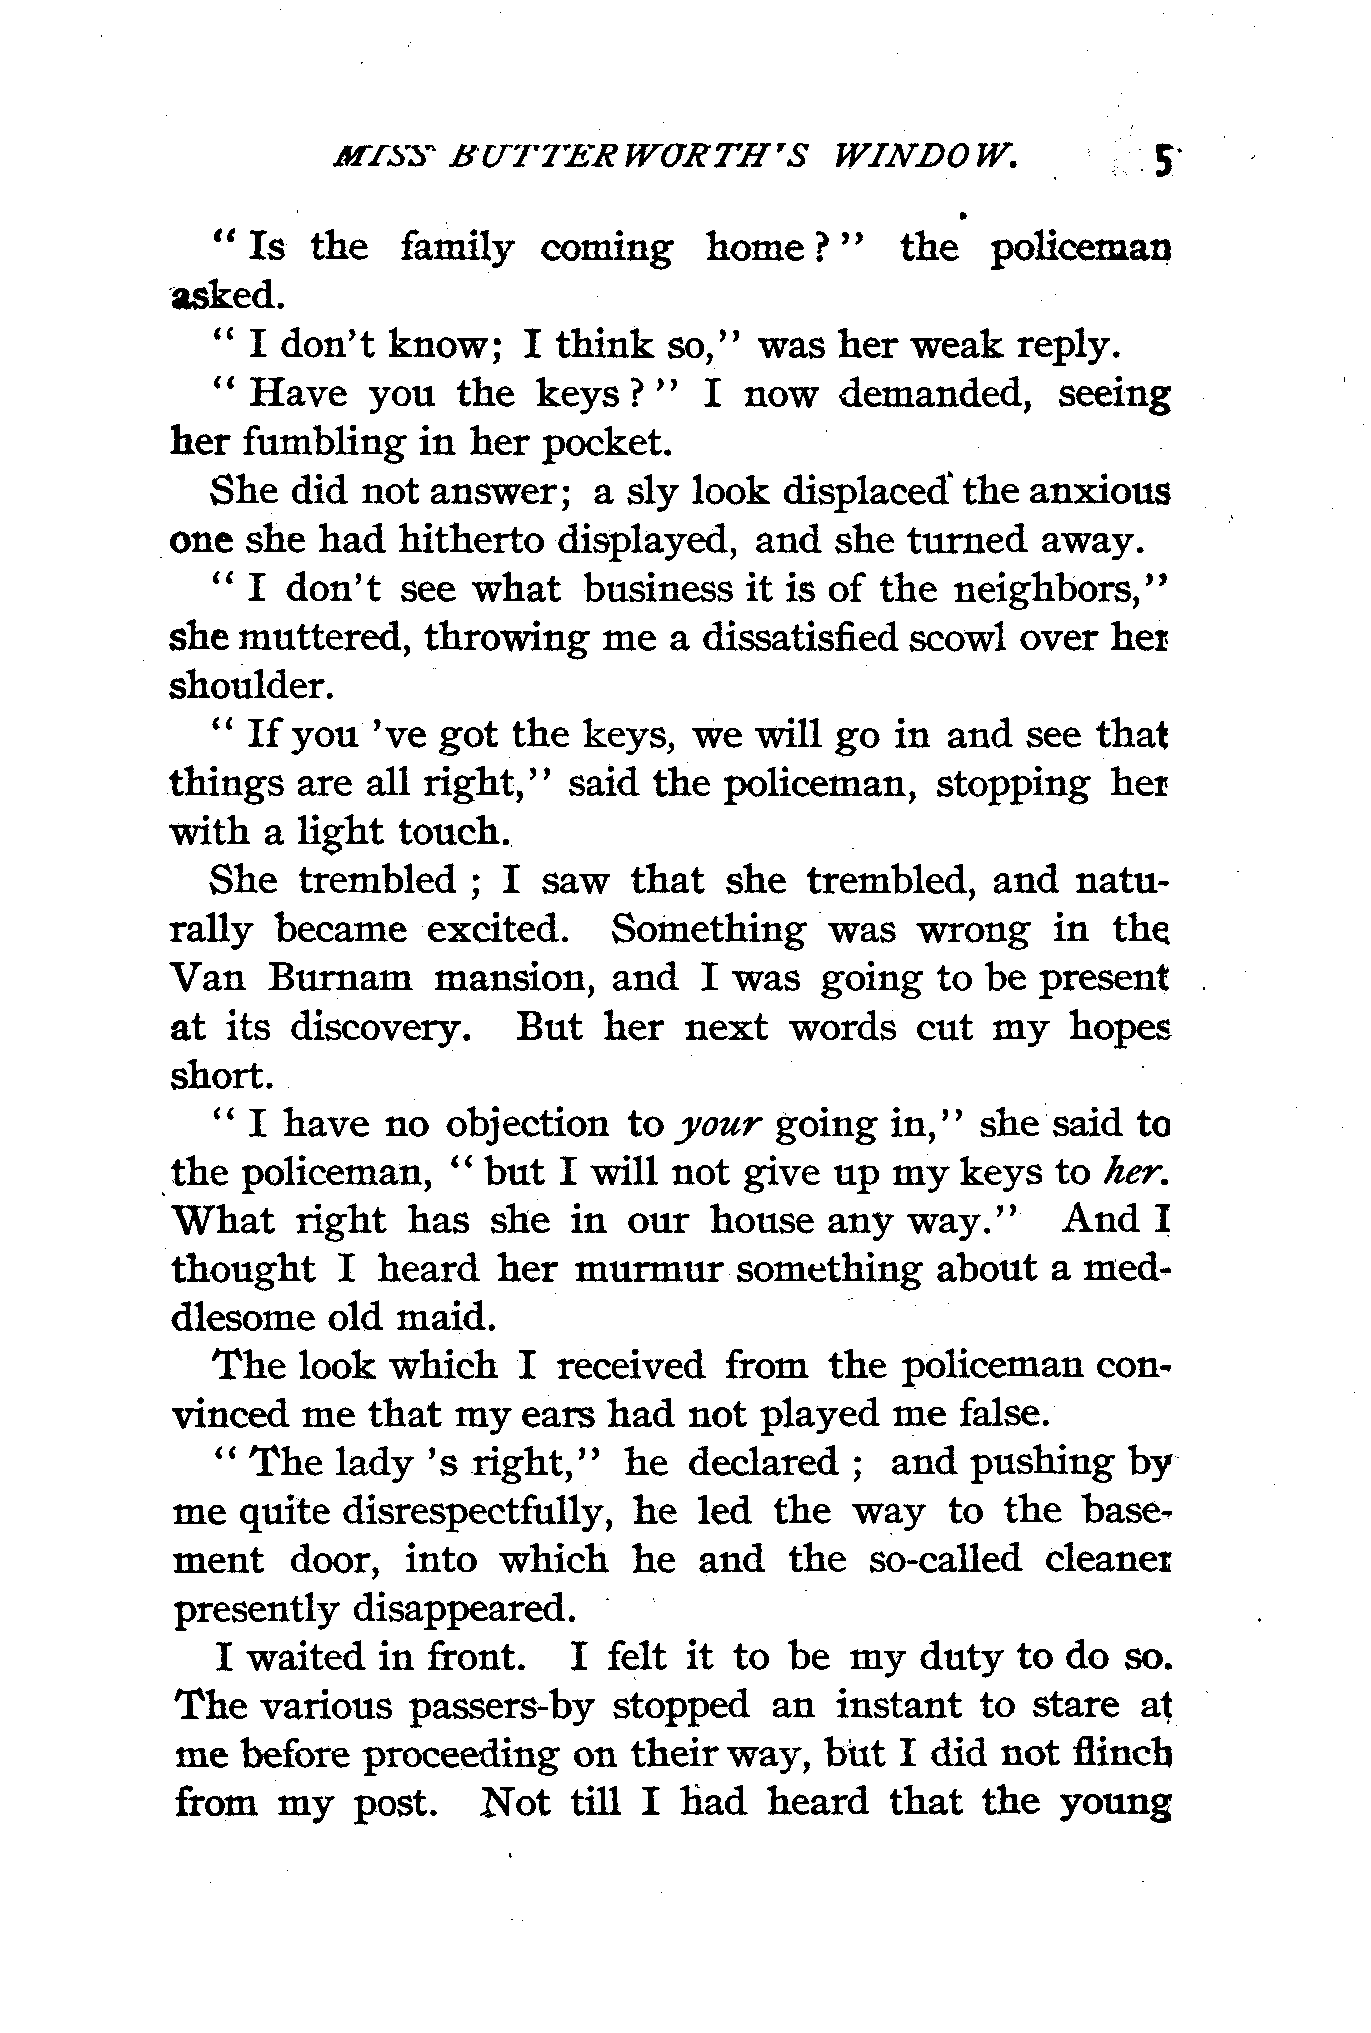 MISS BUTTERWORTH'S WINDOW. 5
“ Is the family coming home ? ” the policeman
asked.
“ I don't know; I think so,” was her weak reply.
“ Have you the keys ? ” I now demanded, seeing
her fumbling in her pocket.
She did not answer; a sly look displaced the anxious
one she had hitherto displayed, and she turned away.
“ I don't see what business it is of the neighbors,”
she muttered, throwing me a dissatisfied scowl over her
shoulder.
“ If you 've got the keys, we will go in and see that
things are all right,” said the policeman, stopping her
with a light touch.
She trembled ; I saw that she trembled, and natu-
rally became excited. Something was wrong in the
Van Burnam mansion, and I was going to be present
at its discovery. But her next words cut my hopes
short.
“ I have no objection to your going in,” she said to
the policeman, “ but I will not give up my keys to her.
What right has she in our house any way.” And I
thought I heard her murmur something about a med-
dlesome old maid.
The look which I received from the policeman con-
vinced me that my ears had not played me false.
“ The lady 's right,” he declared ; and pushing by
me quite disrespectfully, he led the way to the base-
ment door, into which he and the so-called cleaner
presently disappeared.
I waited in front. I felt it to be my duty to do so.
The various passers-by stopped an instant to stare at
me before proceeding on their way, but I did not flinch
from my post. Not till I had heard that the young